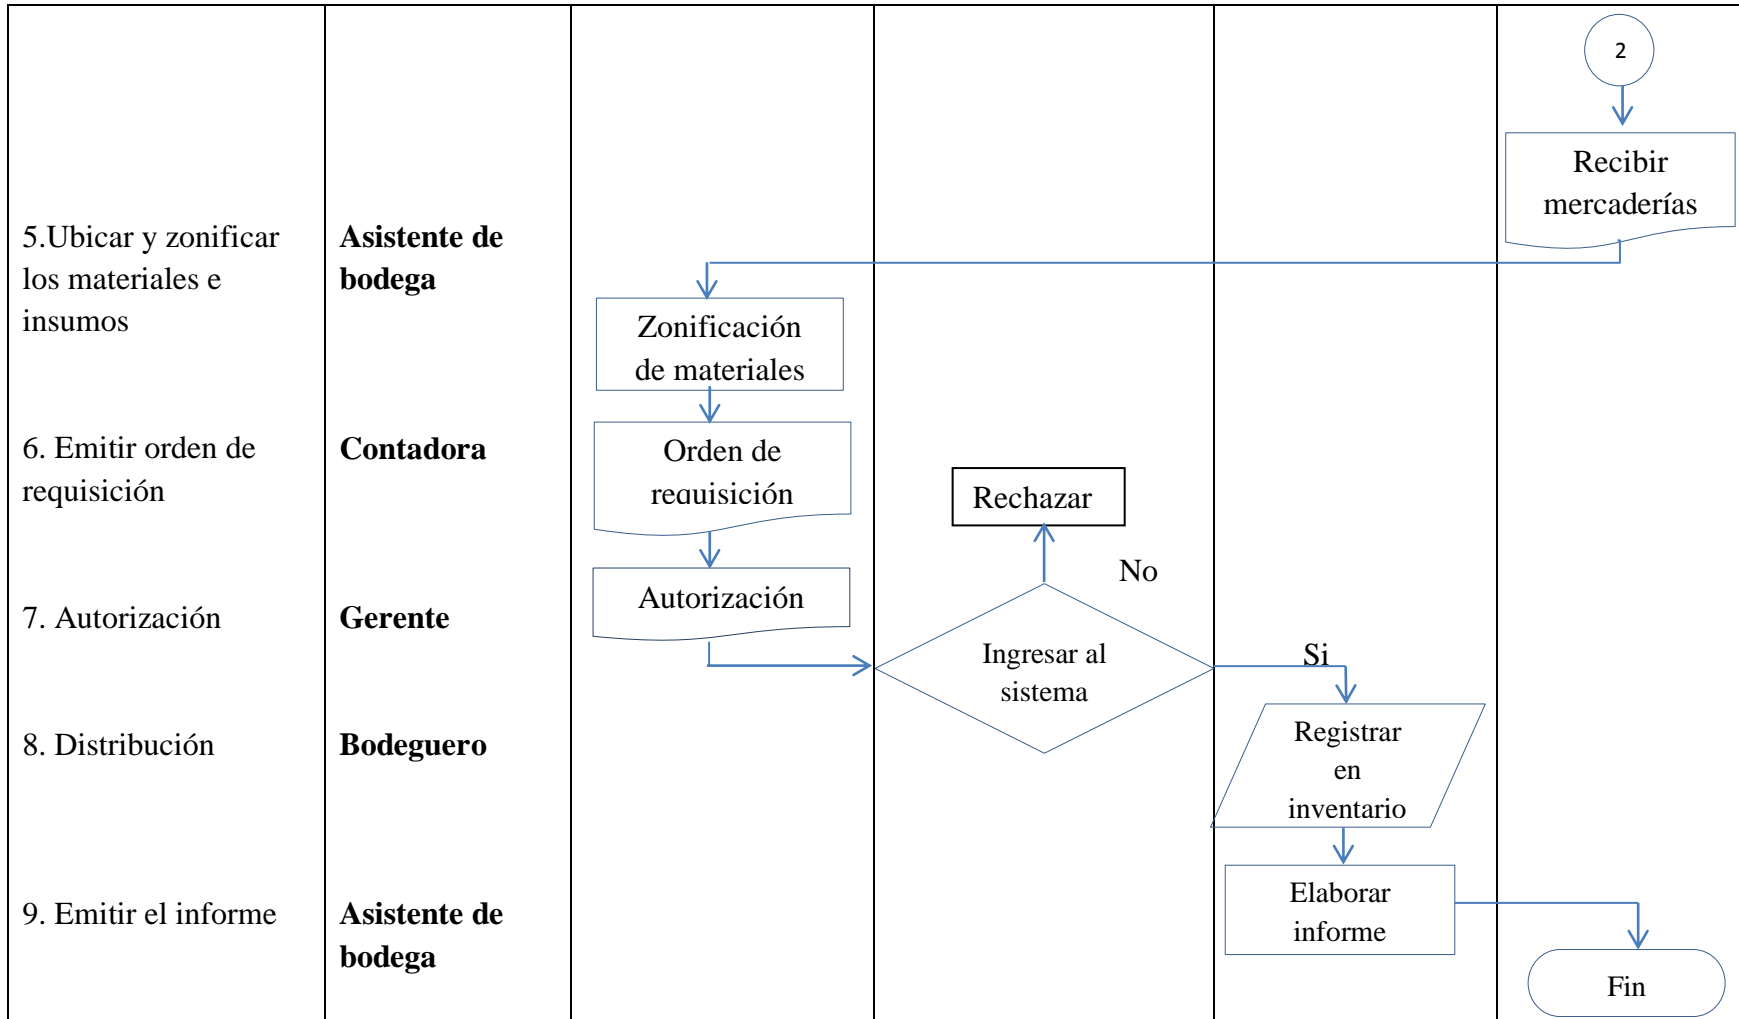 2
Recibir
mercaderías
5.Ubicar y zonificar
los materiales e
insumos
Asistente de
bodega
Zonificación
de materiales
6. Emitir orden de
requisición
Contadora
Orden de
requisición
Rechazar
No
7. Autorización
Gerente
Autorización
Ingresar al
sistema
Si
8. Distribución
Bodeguero
Registrar
en
inventario
9. Emitir el informe
Asistente de
bodega
Elaborar
informe
Fin